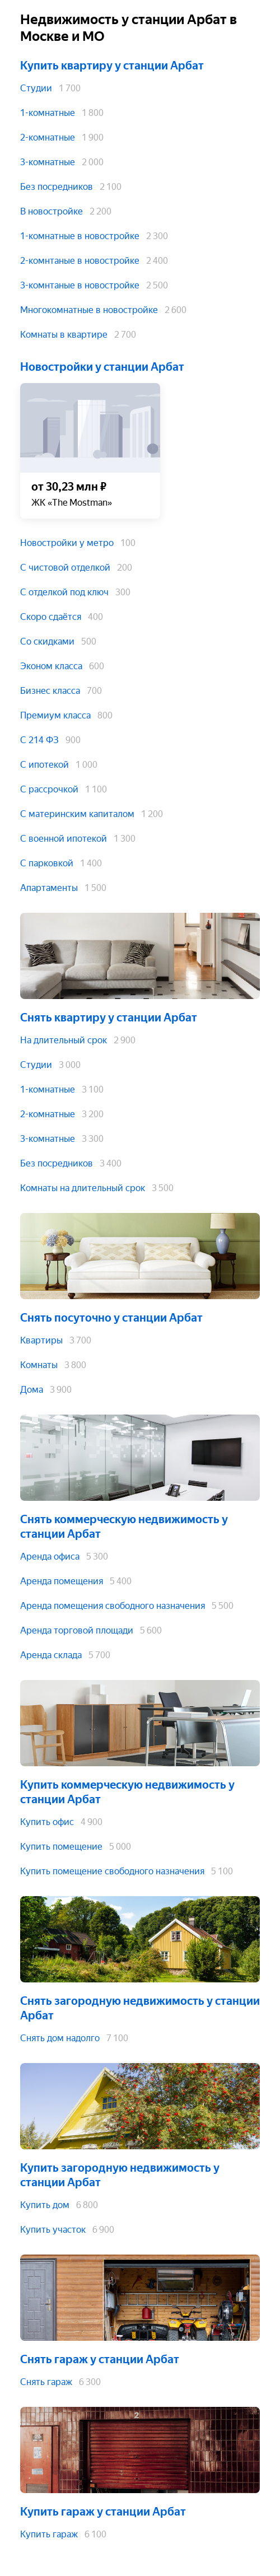 Недвижимость у станции Арбат в
Москве и МО
Купить квартиру у станции Арбат
Студии 1 700
1-комнатные 1 800
2-комнатные 1 900
3-комнатные 2 000
Без посредников 2 100
В новостройке 2 200
1-комнатные в новостройке 2 300
2-комнтаные в новостройке 2 400
3-комнтаные в новостройке 2 500
Многокомнатные в новостройке 2 600
Комнаты в квартире 2 700
Новостройки у станции Арбат
от 30,23 млн ₽
ЖК «The Mostman»
Новостройки у метро 100
С чистовой отделкой 200
С отделкой под ключ 300
Скоро сдаётся 400
Со скидками 500
Эконом класса 600
Бизнес класса 700
Премиум класса 800
С 214 ФЗ 900
С ипотекой 1 000
С рассрочкой 1 100
С материнским капиталом 1 200
С военной ипотекой 1 300
С парковкой 1 400
Апартаменты 1 500
Снять квартиру у станции Арбат
На длительный срок 2 900
Студии 3 000
1-комнатные 3 100
2-комнатные 3 200
3-комнатные 3 300
Без посредников 3 400
Комнаты на длительный срок 3 500
Снять посуточно у станции Арбат
Квартиры 3 700
Комнаты 3 800
Дома 3 900
Снять коммерческую недвижимость у
станции Арбат
Аренда офиса 5 300
Аренда помещения 5 400
Аренда помещения свободного назначения 5 500
Аренда торговой площади 5 600
Аренда склада 5 700
Купить коммерческую недвижимость у
станции Арбат
Купить офис 4 900
Купить помещение 5 000
Купить помещение свободного назначения 5 100
Снять загородную недвижимость у станции
Арбат
Снять дом надолго 7 100
Купить загородную недвижимость у
станции Арбат
Купить дом 6 800
Купить участок 6 900
Снять гараж у станции Арбат
Снять гараж 6 300
2
Купить гараж у станции Арбат
Купить гараж 6 100